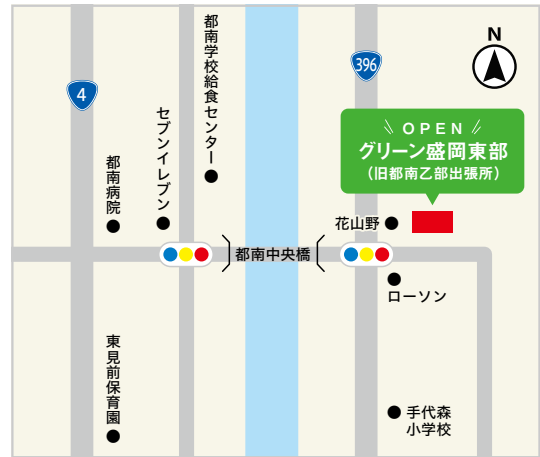 N
4
396
都南学校給食センター
セブンイレブン
都南病院
OPEN
グリーン盛岡東部
(旧都南乙部出張所)
花山野
都南中央橋
ローソン
東見前保育園
手代森
小学校